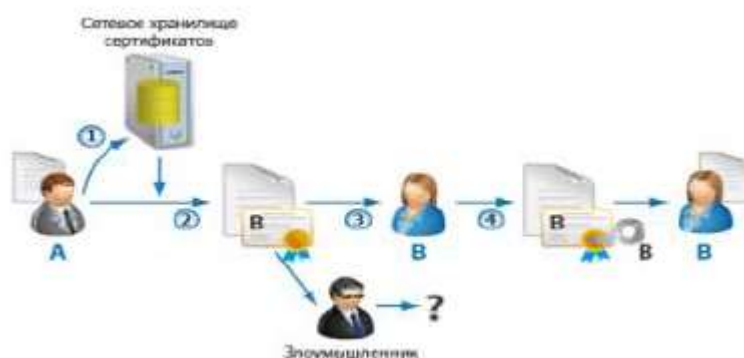 Сетевое хранилище
сертификатов
1
A
2
B
3
B
4
B
B
B
?
Злоумышленник